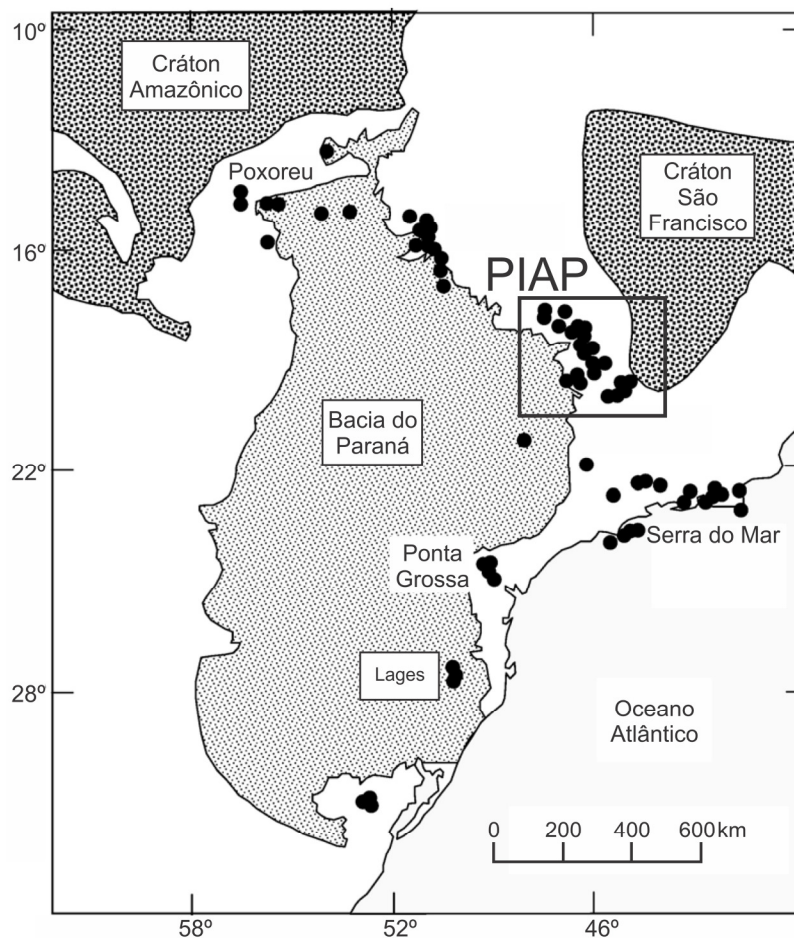 10º
Cráton
Amazônico
Poxoreu
Cráton
São
Francisco
16º
PIAP
Bacia do
Paraná
22º
Serra do Mar
Ponta
Grossa
Lages
28º
Oceano
Atlântico
0 200 400 600km
58º 52º 46º